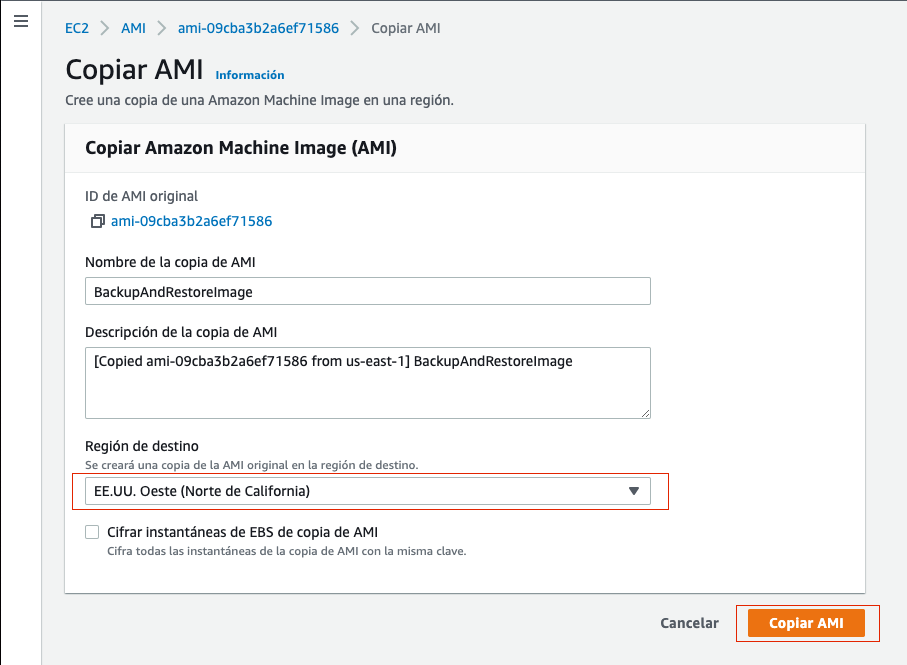 EC2 > AMI > ami-09cba3b2a6ef71586 > Copiar AMI
Copiar AMI Información
Cree una copia de una Amazon Machine Image en una región.
Copiar Amazon Machine Image (AMI)
ID de AMI original
ami-09cba3b2a6ef71586
Nombre de la copia de AMI
BackupAndRestoreImage
Descripción de la copia de AMI
[Copied ami-09cba3b2a6ef71586 from us-east-1] BackupAndRestoreImage
Región de destino
Se creará una copia de la AMI original en la región de destino.
EE.UU. Oeste (Norte de California)
Cifrar instantáneas de EBS de copia de AMI
Cifra todas las instantáneas de la copia de AMI con la misma clave.
Cancelar Copiar AMI